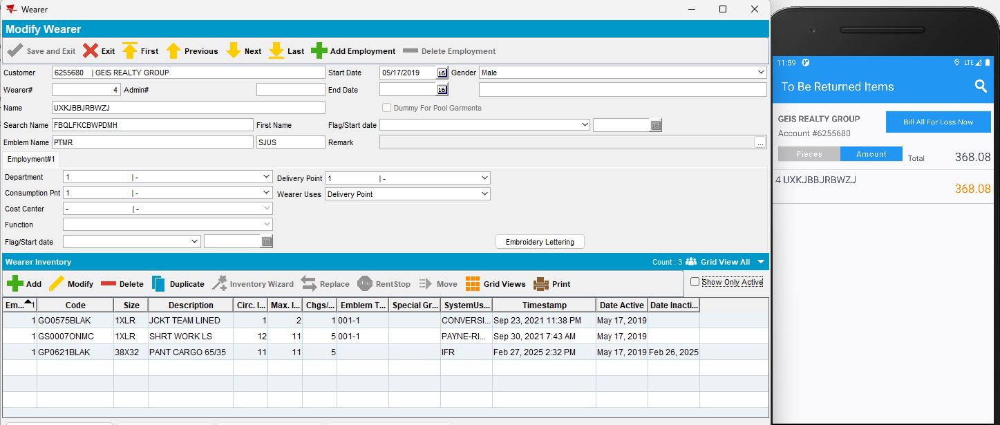 Wearer
Modify Wearer
Save and Exit Exit First Previous Next Last Add Employment Delete Employment
Customer 6255680 | GEIS REALTY GROUP Start Date 05/17/2019 16 Gender Male
Wearer# 4 Admin# End Date 16
Name UXKJBBJRBWZJ Dummy For Pool Garments
Search Name FBQLFKCBWPDMH First Name Flag/Start date 16
Emblem Name PTMR SJUS Remark ...
Employment#1
Department 1 | - Delivery Point 1 | -
Consumption Pnt 1 | - Wearer Uses Delivery Point
Cost Center - | -
Function
Flag/Start date 16 Embroidery Lettering
Wearer Inventory Count : 3 Grid View All
Add Modify Delete Duplicate Inventory Wizard Replace RentStop Move Grid Views Print Show Only Active
Em... 1 Code Size Description Circ. I... Max. I... Chgs/... Emblem T... Special Gr... SystemUs... Timestamp Date Active Date Inacti...
1 GO0575BLAK 1XLR JCKT TEAM LINED 1 2 1 001-1 CONVERSI... Sep 23, 2021 11:38 PM May 17, 2019
1 GS0007ONMC 1XLR SHRT WORK LS 12 11 5 001-1 PAYNE-RI... Sep 30, 2021 7:43 AM May 17, 2019
1 GP0621BLAK 38X32 PANT CARGO 65/35 11 11 5 IFR Feb 27, 2025 2:32 PM May 17, 2019 Feb 26, 2025
11:59 LTE
To Be Returned Items
GEIS REALTY GROUP
Account #6255680
Bill All For Loss Now
Pieces Amount Total 368.08
4 UXKJBBJRBWZJ
368.08